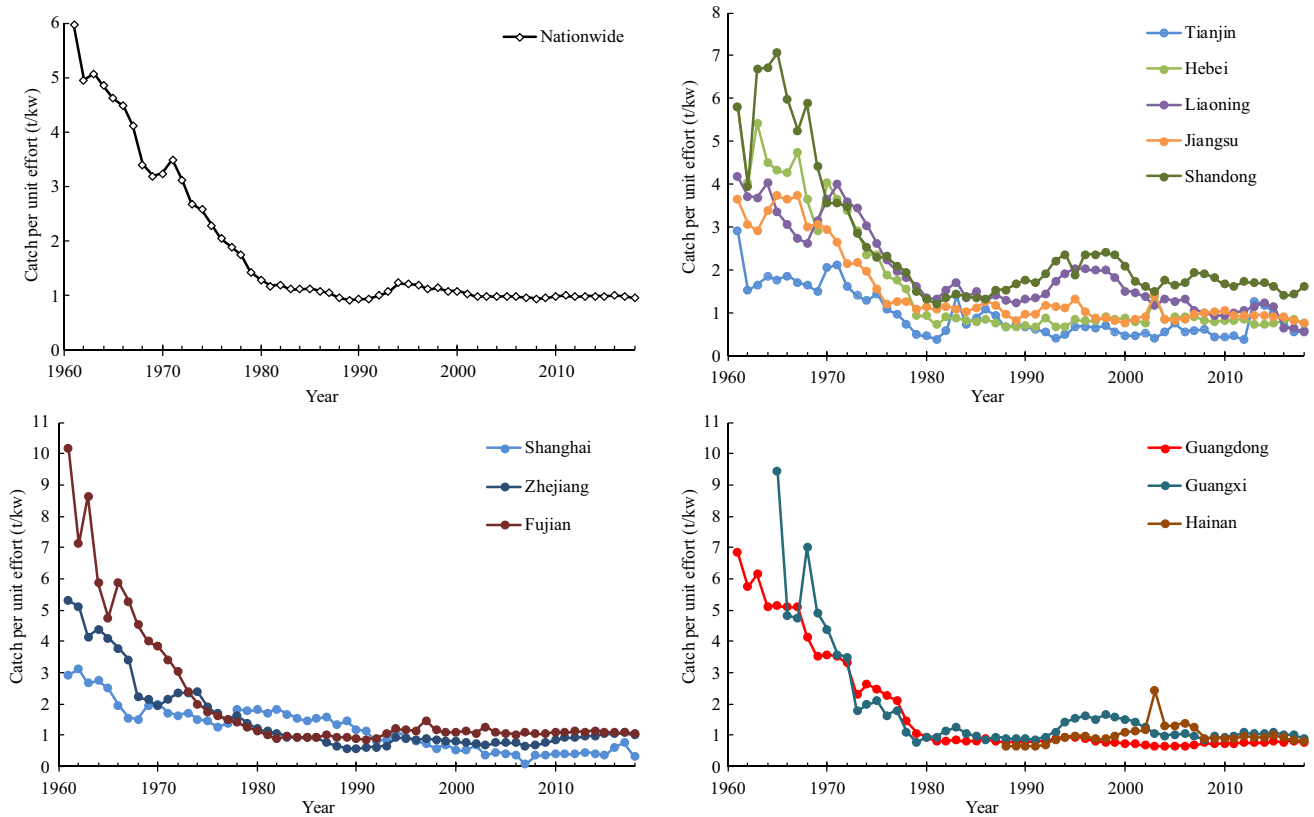 6
5
4
3
2
1
0
1960 1970 1980 1990 2000 2010
Year
Catch per unit effort (t/kw)
Nationwide
8
7
6
5
4
3
2
1
0
1960 1970 1980 1990 2000 2010
Year
Catch per unit effort (t/kw)
Tianjin
Hebei
Liaoning
Jiangsu
Shandong
11
10
9
8
7
6
5
4
3
2
1
0
1960 1970 1980 1990 2000 2010
Year
Catch per unit effort (t/kw)
Shanghai
Zhejiang
Fujian
11
10
9
8
7
6
5
4
3
2
1
0
1960 1970 1980 1990 2000 2010
Year
Catch per unit effort (t/kw)
Guangdong
Guangxi
Hainan